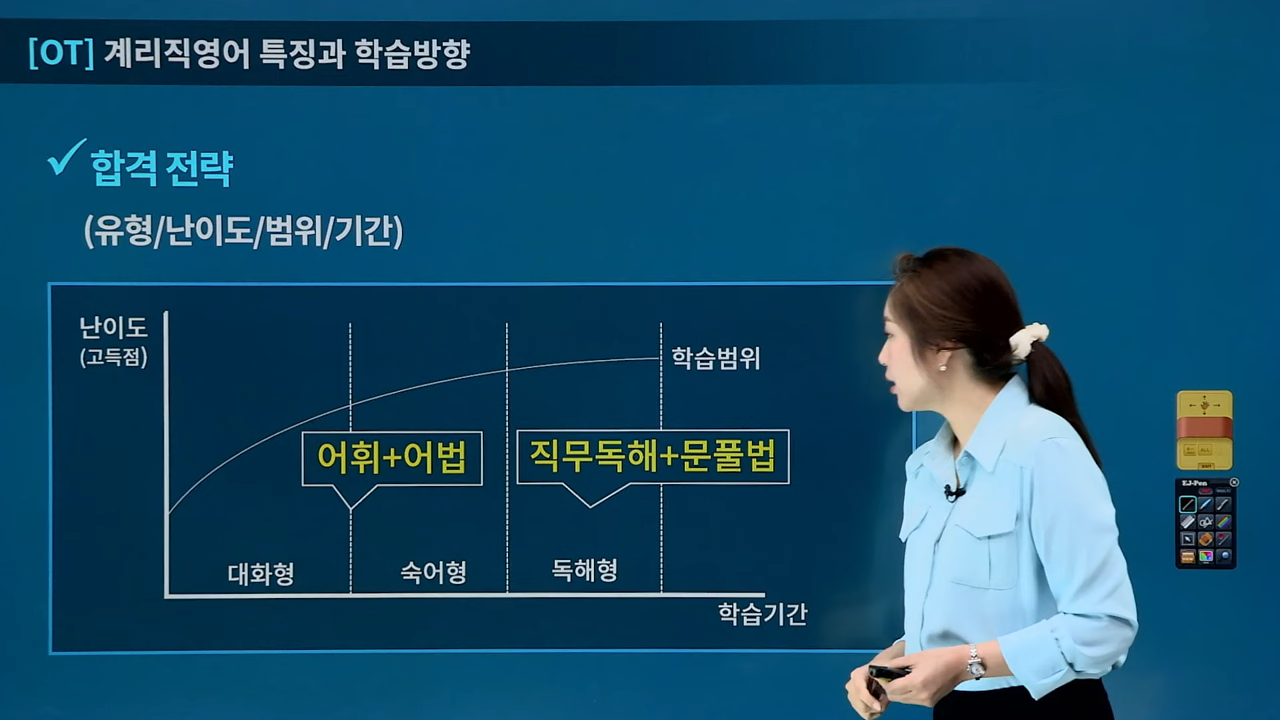 [OT] 계리직영어 특징과 학습방향
합격 전략
(유형/난이도/범위/기간)
난이도
(고득점)
학습범위
어휘+어법
직무독해+문풀법
대화형
숙어형
독해형
학습기간
EJ-Pen